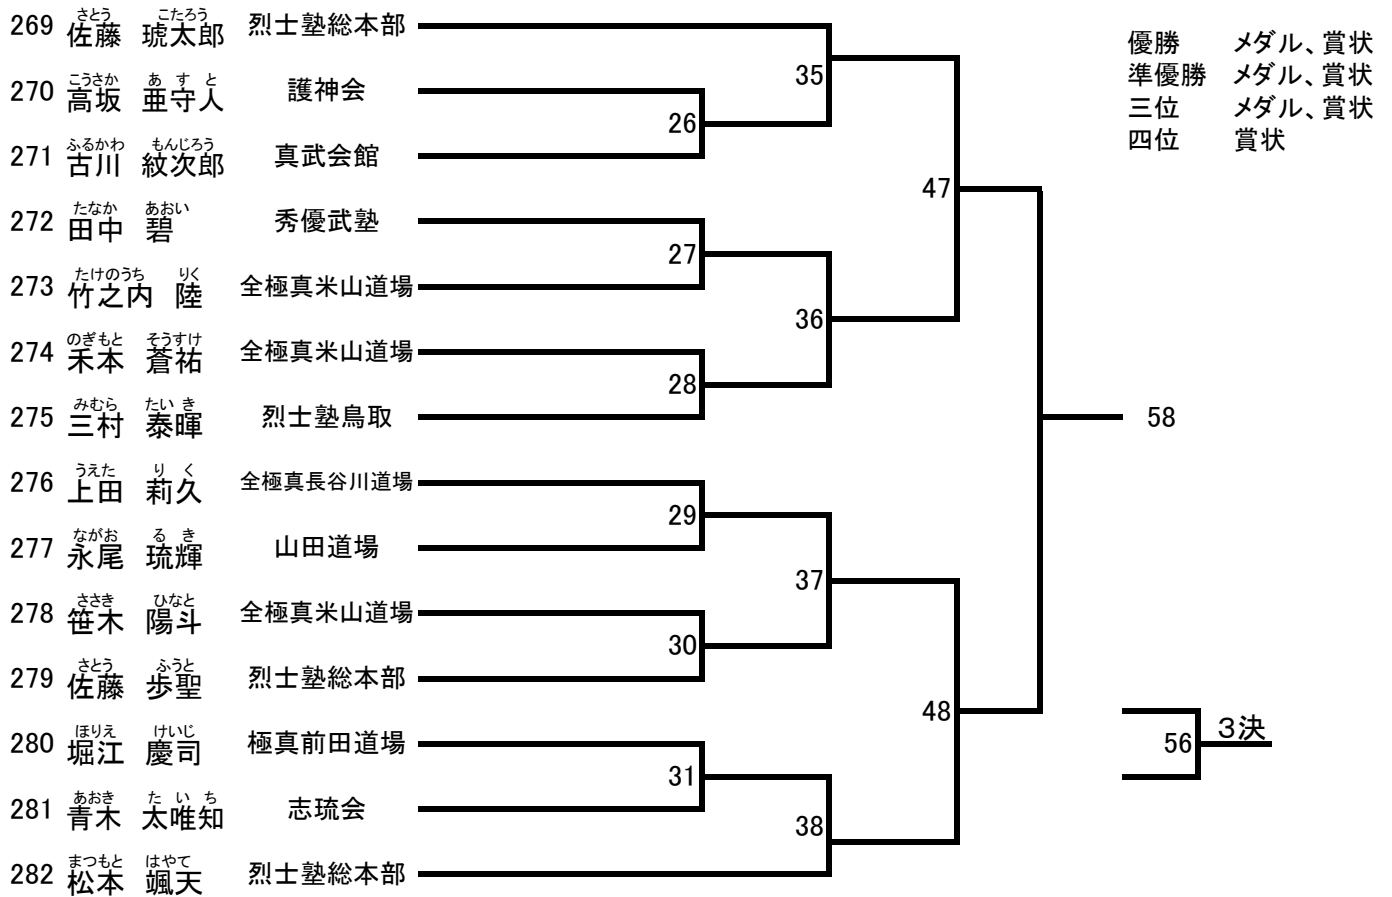 さとう こたろう
269 佐藤 琥太郎 烈士塾総本部
こうさか あすと
270 高坂 亜守人 護神会
ふるかわ もんじろう
271 古川 紋次郎 真武会館
たなか あおい
272 田中 碧 秀優武塾
たけのうち りく
273 竹之内 陸 全極真米山道場
のぎもと そうすけ
274 禾本 蒼祐 全極真米山道場
みむら たいき
275 三村 泰暉 烈士塾鳥取
うえた りく
276 上田 莉久 全極真長谷川道場
ながお るき
277 永尾 琉輝 山田道場
ささき ひなと
278 笹木 陽斗 全極真米山道場
さとう ふうと
279 佐藤 歩聖 烈士塾総本部
ほりえ けいじ
280 堀江 慶司 極真前田道場
あおき たいち
281 青木 太唯知 志琉会
まつもと はやて
282 松本 颯天 烈士塾総本部
26
27
28
29
30
31
35
36
37
38
47
48
58
優勝 メダル、賞状
準優勝 メダル、賞状
三位 メダル、賞状
四位 賞状
56 3決